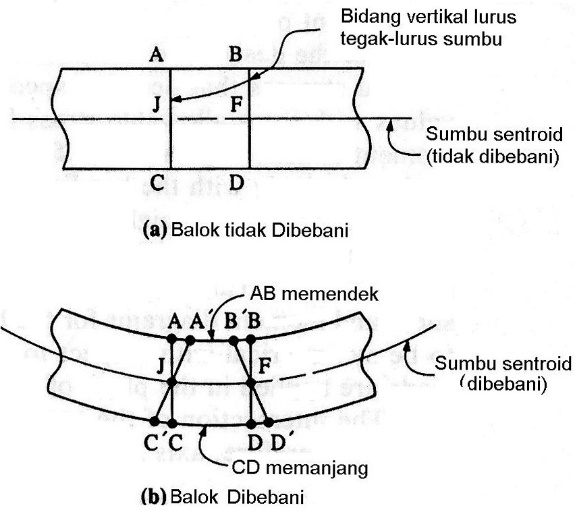 Bidang vertikal lurus
tegak-lurus sumbu
A B
J F
Sumbu sentroid
(tidak dibebani)
C D
(a) Balok tidak Dibebani
AB memendek
A A′ B′ B
J F
Sumbu sentroid
(dibebani)
C′ C D D′
CD memanjang
(b) Balok Dibebani